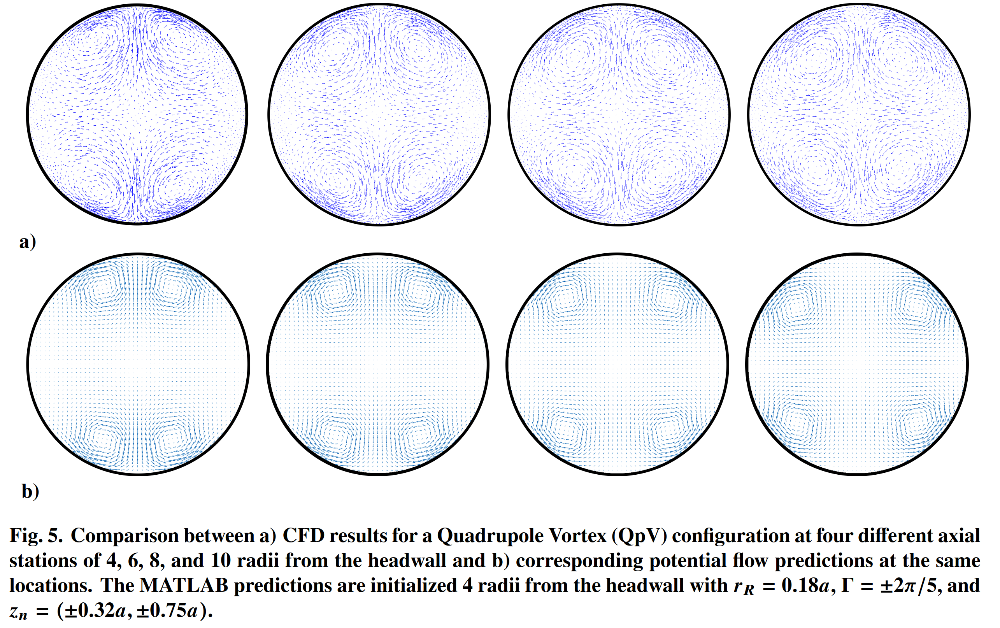 a)
b)
Fig. 5. Comparison between a) CFD results for a Quadrupole Vortex (QpV) configuration at four different axial
stations of 4, 6, 8, and 10 radii from the headwall and b) corresponding potential flow predictions at the same
locations. The MATLAB predictions are initialized 4 radii from the headwall with r_R = 0.18a, Γ = ±2π/5, and
z_n = (±0.32a, ±0.75a).